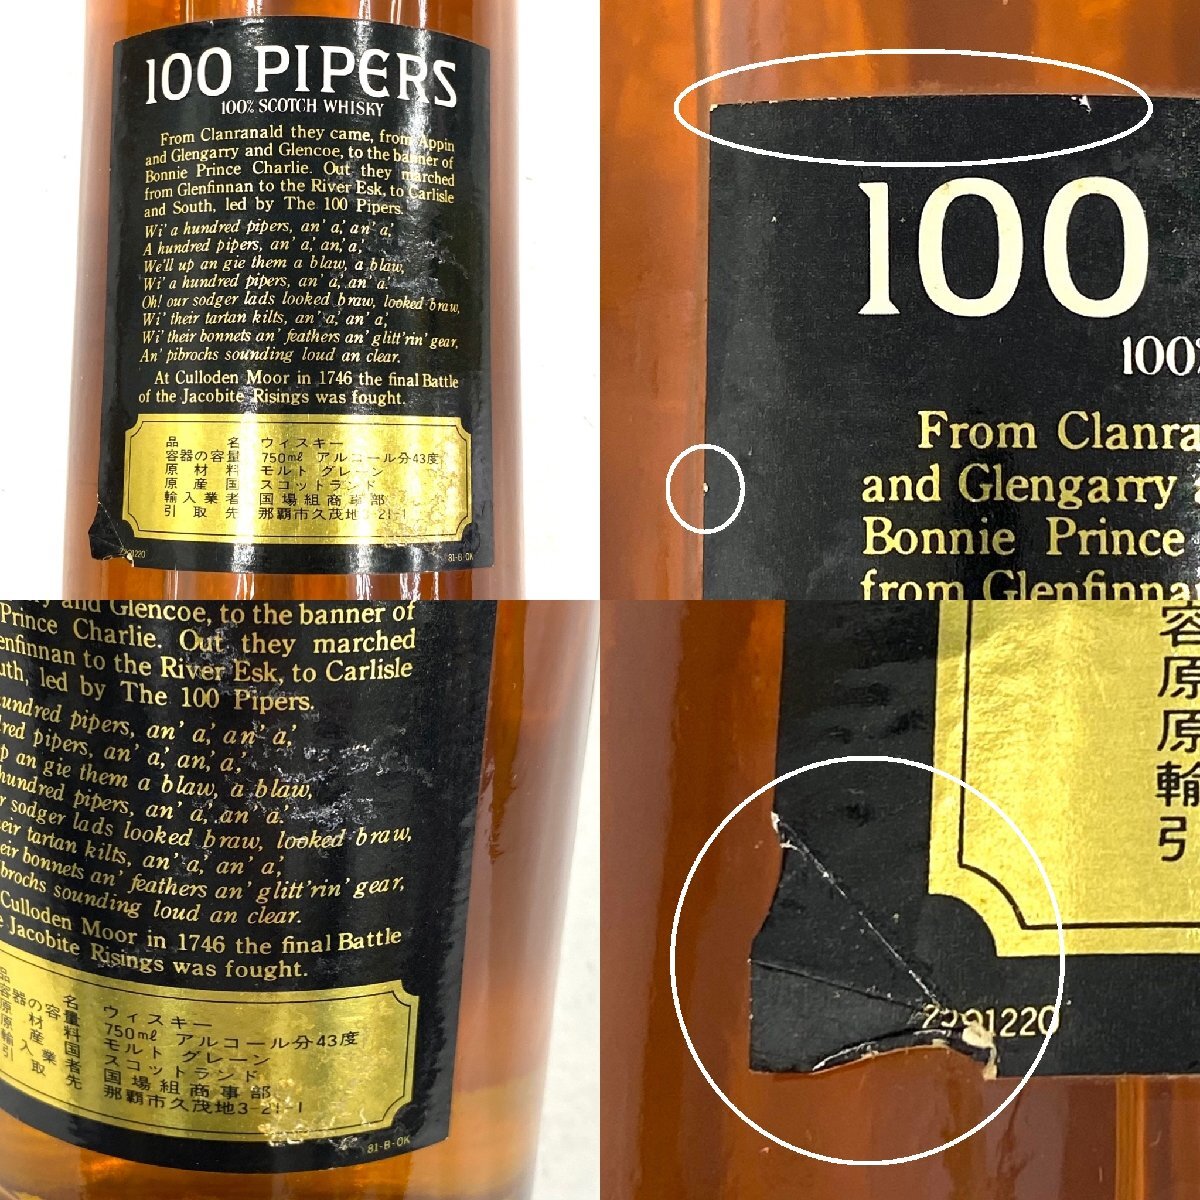 100 PIPERS
100% SCOTCH WHISKY
From Clanranald they came, from Appin
and Glengarry and Glencoe, to the banner of
Bonnie Prince Charlie. Out they marched
from Glenfinnan to the River Esk, to Carlisle
and South, led by The 100 Pipers.
Wi' a hundred pipers, an' a,' an' a,'
A hundred pipers, an' a,' an,' a,'
We'll up an gie them a blaw, a blaw,
Wi' a hundred pipers, an' a,' an' a.'
Oh! our sodger lads looked braw, looked braw,
Wi' their tartan kilts, an' a,' an' a,'
Wi' their bonnets an' feathers an' glitt'rin' gear,
An' pibrochs sounding loud an clear.
At Culloden Moor in 1746 the final Battle
of the Jacobite Risings was fought.
品名 ウィスキー
容器の容量 750mℓ アルコール分43度
原材料 モルト グレーン
原産国 スコットランド
輸入業者 国場組商事部
引取先 那覇市久茂地3-21-1
1220
81-B-OK
100
100%
From Clanra
and Glengarry
Bonnie Prince
from Glenfinnan
and Glencoe, to the banner of
Prince Charlie. Out they marched
enfinnan to the River Esk, to Carlisle
uth, led by The 100 Pipers.
hundred pipers, an' a,' an' a,'
dred pipers, an' a,' an,' a,'
p an gie them a blaw, a blaw,
hundred pipers, an' a,' an' a.'
r sodger lads looked braw, looked braw,
eir tartan kilts, an' a,' an' a,'
eir bonnets an' feathers an' glitt'rin' gear,
brochs sounding loud an clear.
Culloden Moor in 1746 the final Battle
e Jacobite Risings was fought.
品名 ウィスキー
容器の容量 750mℓ アルコール分43度
原材料 モルト グレーン
原産国 スコットランド
輸入業者 国場組商事部
引取先 那覇市久茂地3-21-1
81-B-OK
容
原
原
輸
引
1220